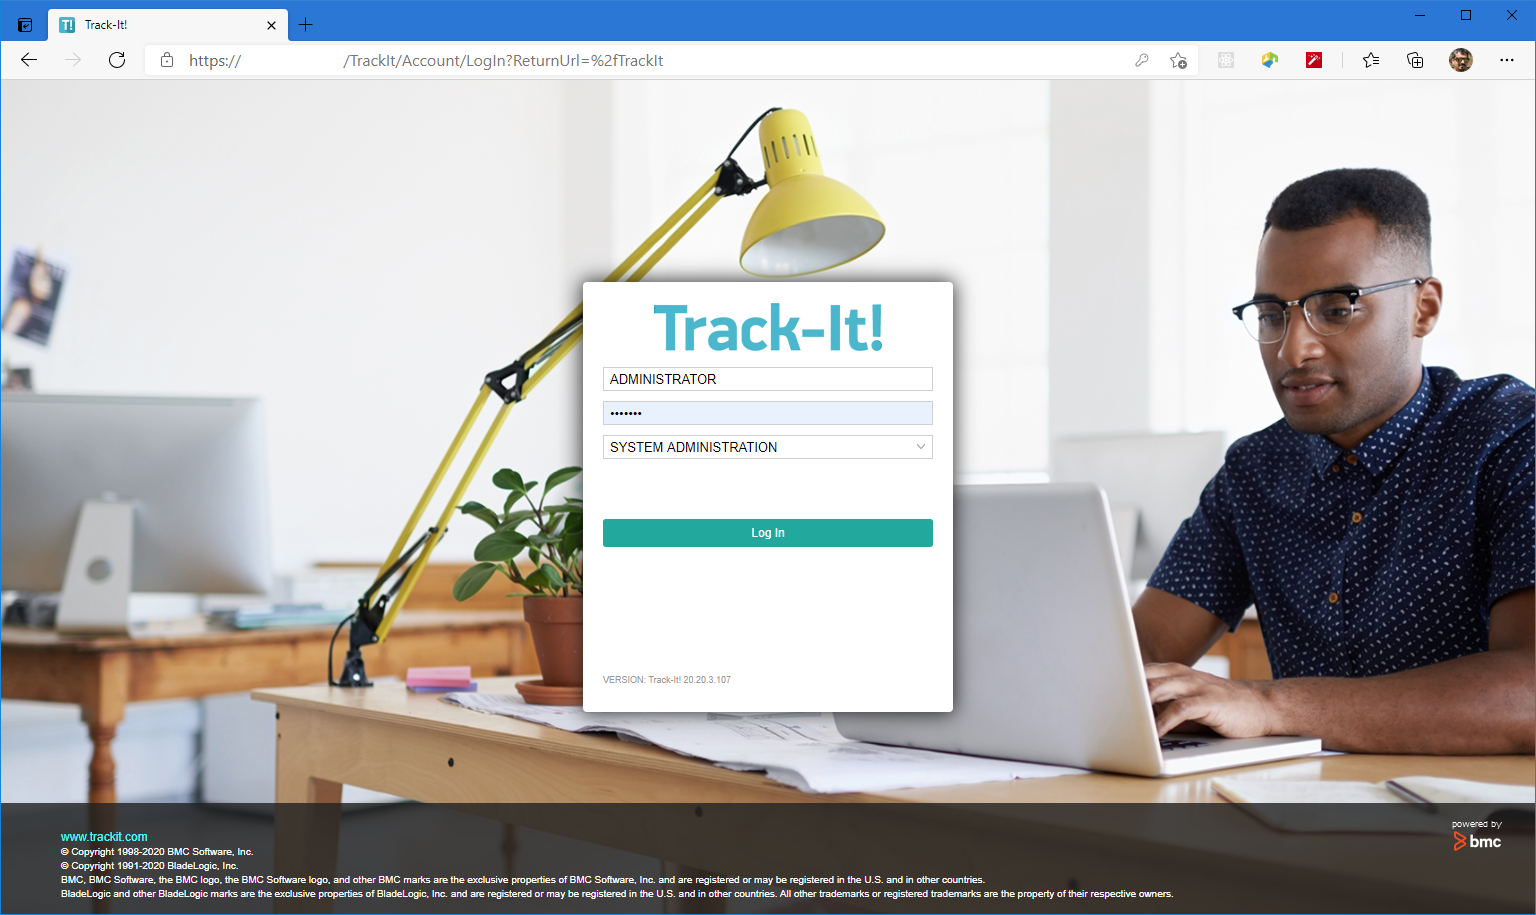 Track-It!
https:// /TrackIt/Account/LogIn?ReturnUrl=%2fTrackIt
Track-It!
ADMINISTRATOR
•••••••
SYSTEM ADMINISTRATION
Log In
VERSION: Track-It! 20.20.3.107
www.trackit.com
© Copyright 1998-2020 BMC Software, Inc.
© Copyright 1991-2020 BladeLogic, Inc.
BMC, BMC Software, the BMC logo, the BMC Software logo, and other BMC marks are the exclusive properties of BMC Software, Inc. and are registered or may be registered in the U.S. and in other countries.
BladeLogic and other BladeLogic marks are the exclusive properties of BladeLogic, Inc. and are registered or may be registered in the U.S. and in other countries. All other trademarks or registered trademarks are the property of their respective owners.
powered by
bmc